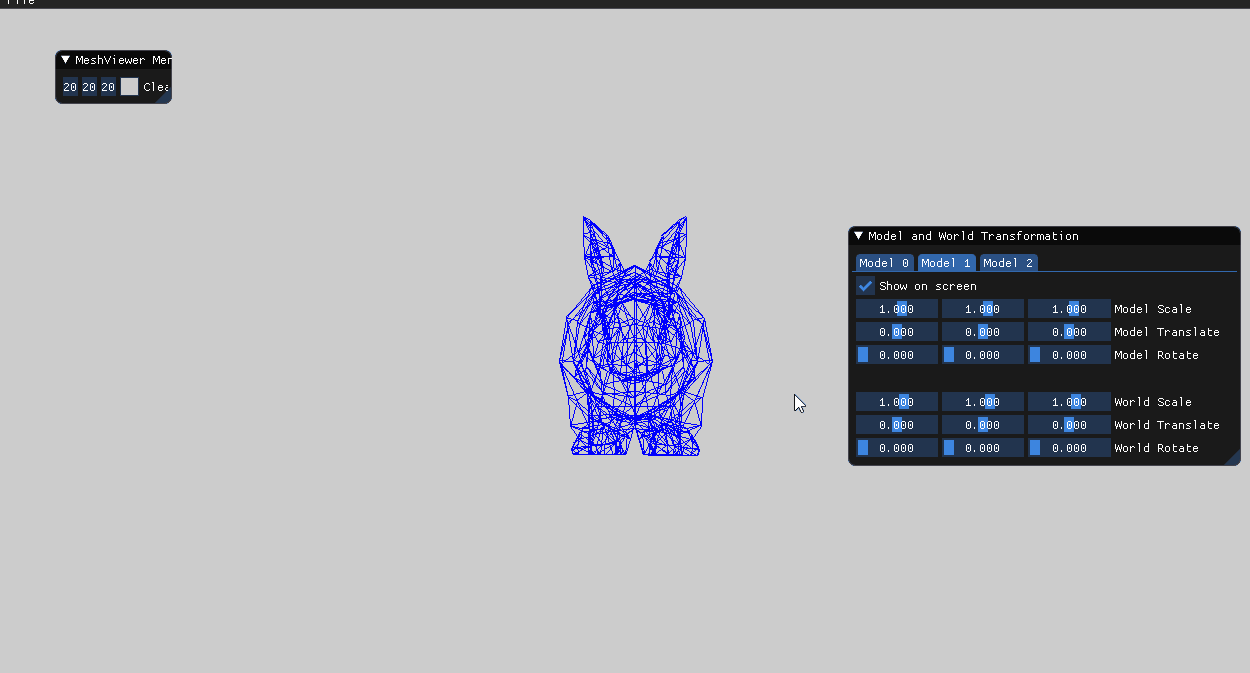 File
MeshViewer Men
20 20 20 Clea
Model and World Transformation
Model 0 Model 1 Model 2
Show on screen
1.000 1.000 1.000 Model Scale
0.000 0.000 0.000 Model Translate
0.000 0.000 0.000 Model Rotate
1.000 1.000 1.000 World Scale
0.000 0.000 0.000 World Translate
0.000 0.000 0.000 World Rotate